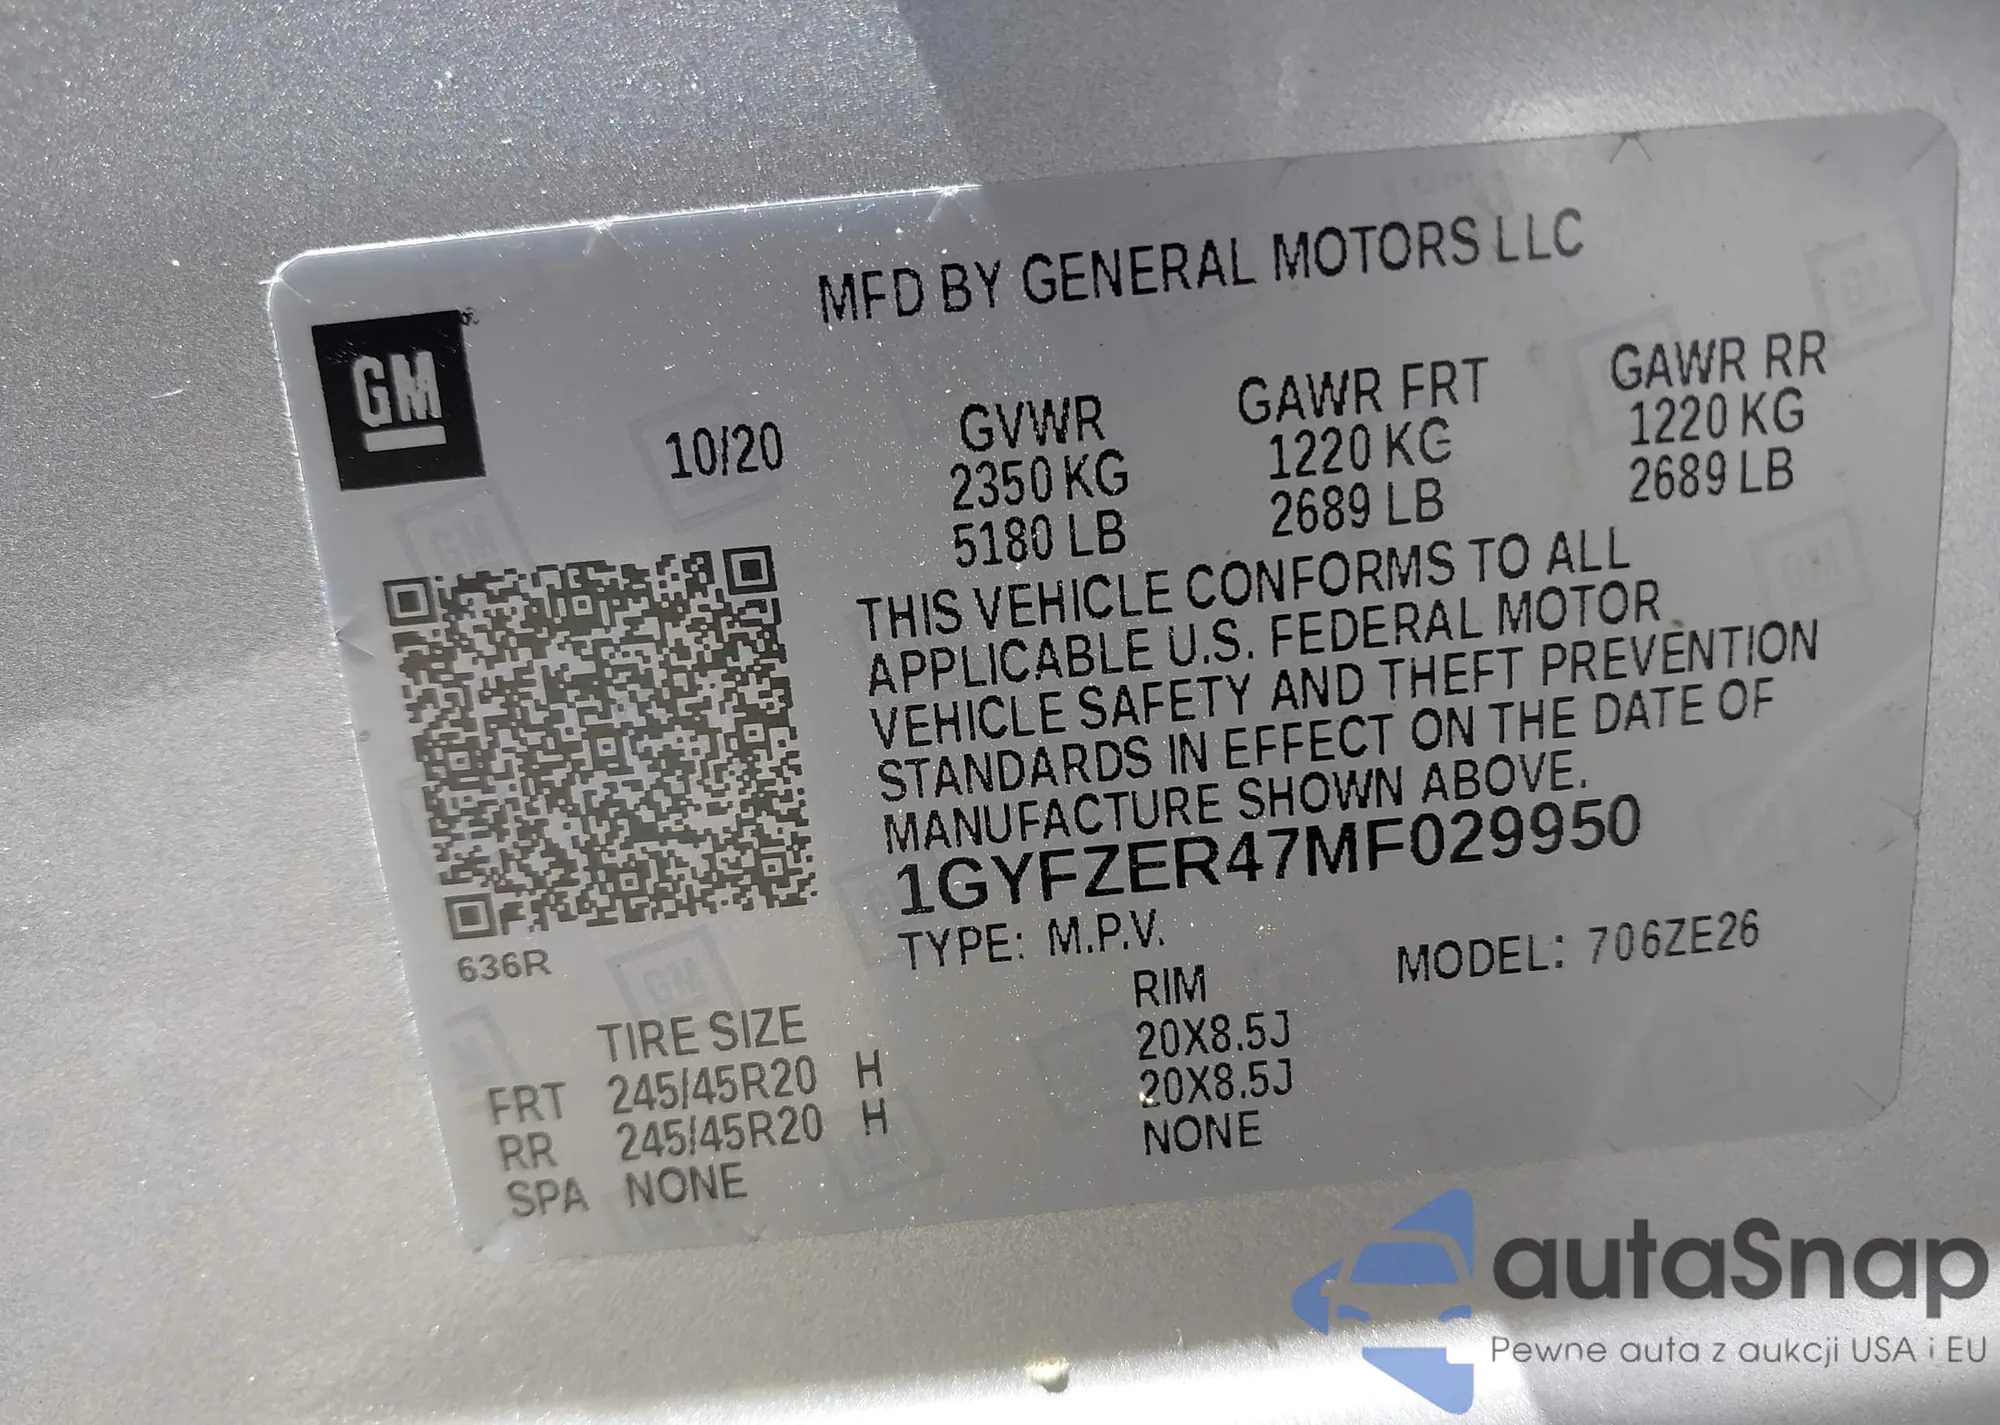 MFD BY GENERAL MOTORS LLC
GM
10/20
GVWR GAWR FRT GAWR RR
2350 KG 1220 KG 1220 KG
5180 LB 2689 LB 2689 LB
THIS VEHICLE CONFORMS TO ALL
APPLICABLE U.S. FEDERAL MOTOR
VEHICLE SAFETY AND THEFT PREVENTION
STANDARDS IN EFFECT ON THE DATE OF
MANUFACTURE SHOWN ABOVE.
1GYFZER47MF029950
636R
TYPE: M.P.V. MODEL: 706ZE26
TIRE SIZE RIM
FRT 245/45R20 H 20X8.5J
RR 245/45R20 H 20X8.5J
SPA NONE NONE
autaSnap
Pewne auta z aukcji USA i EU